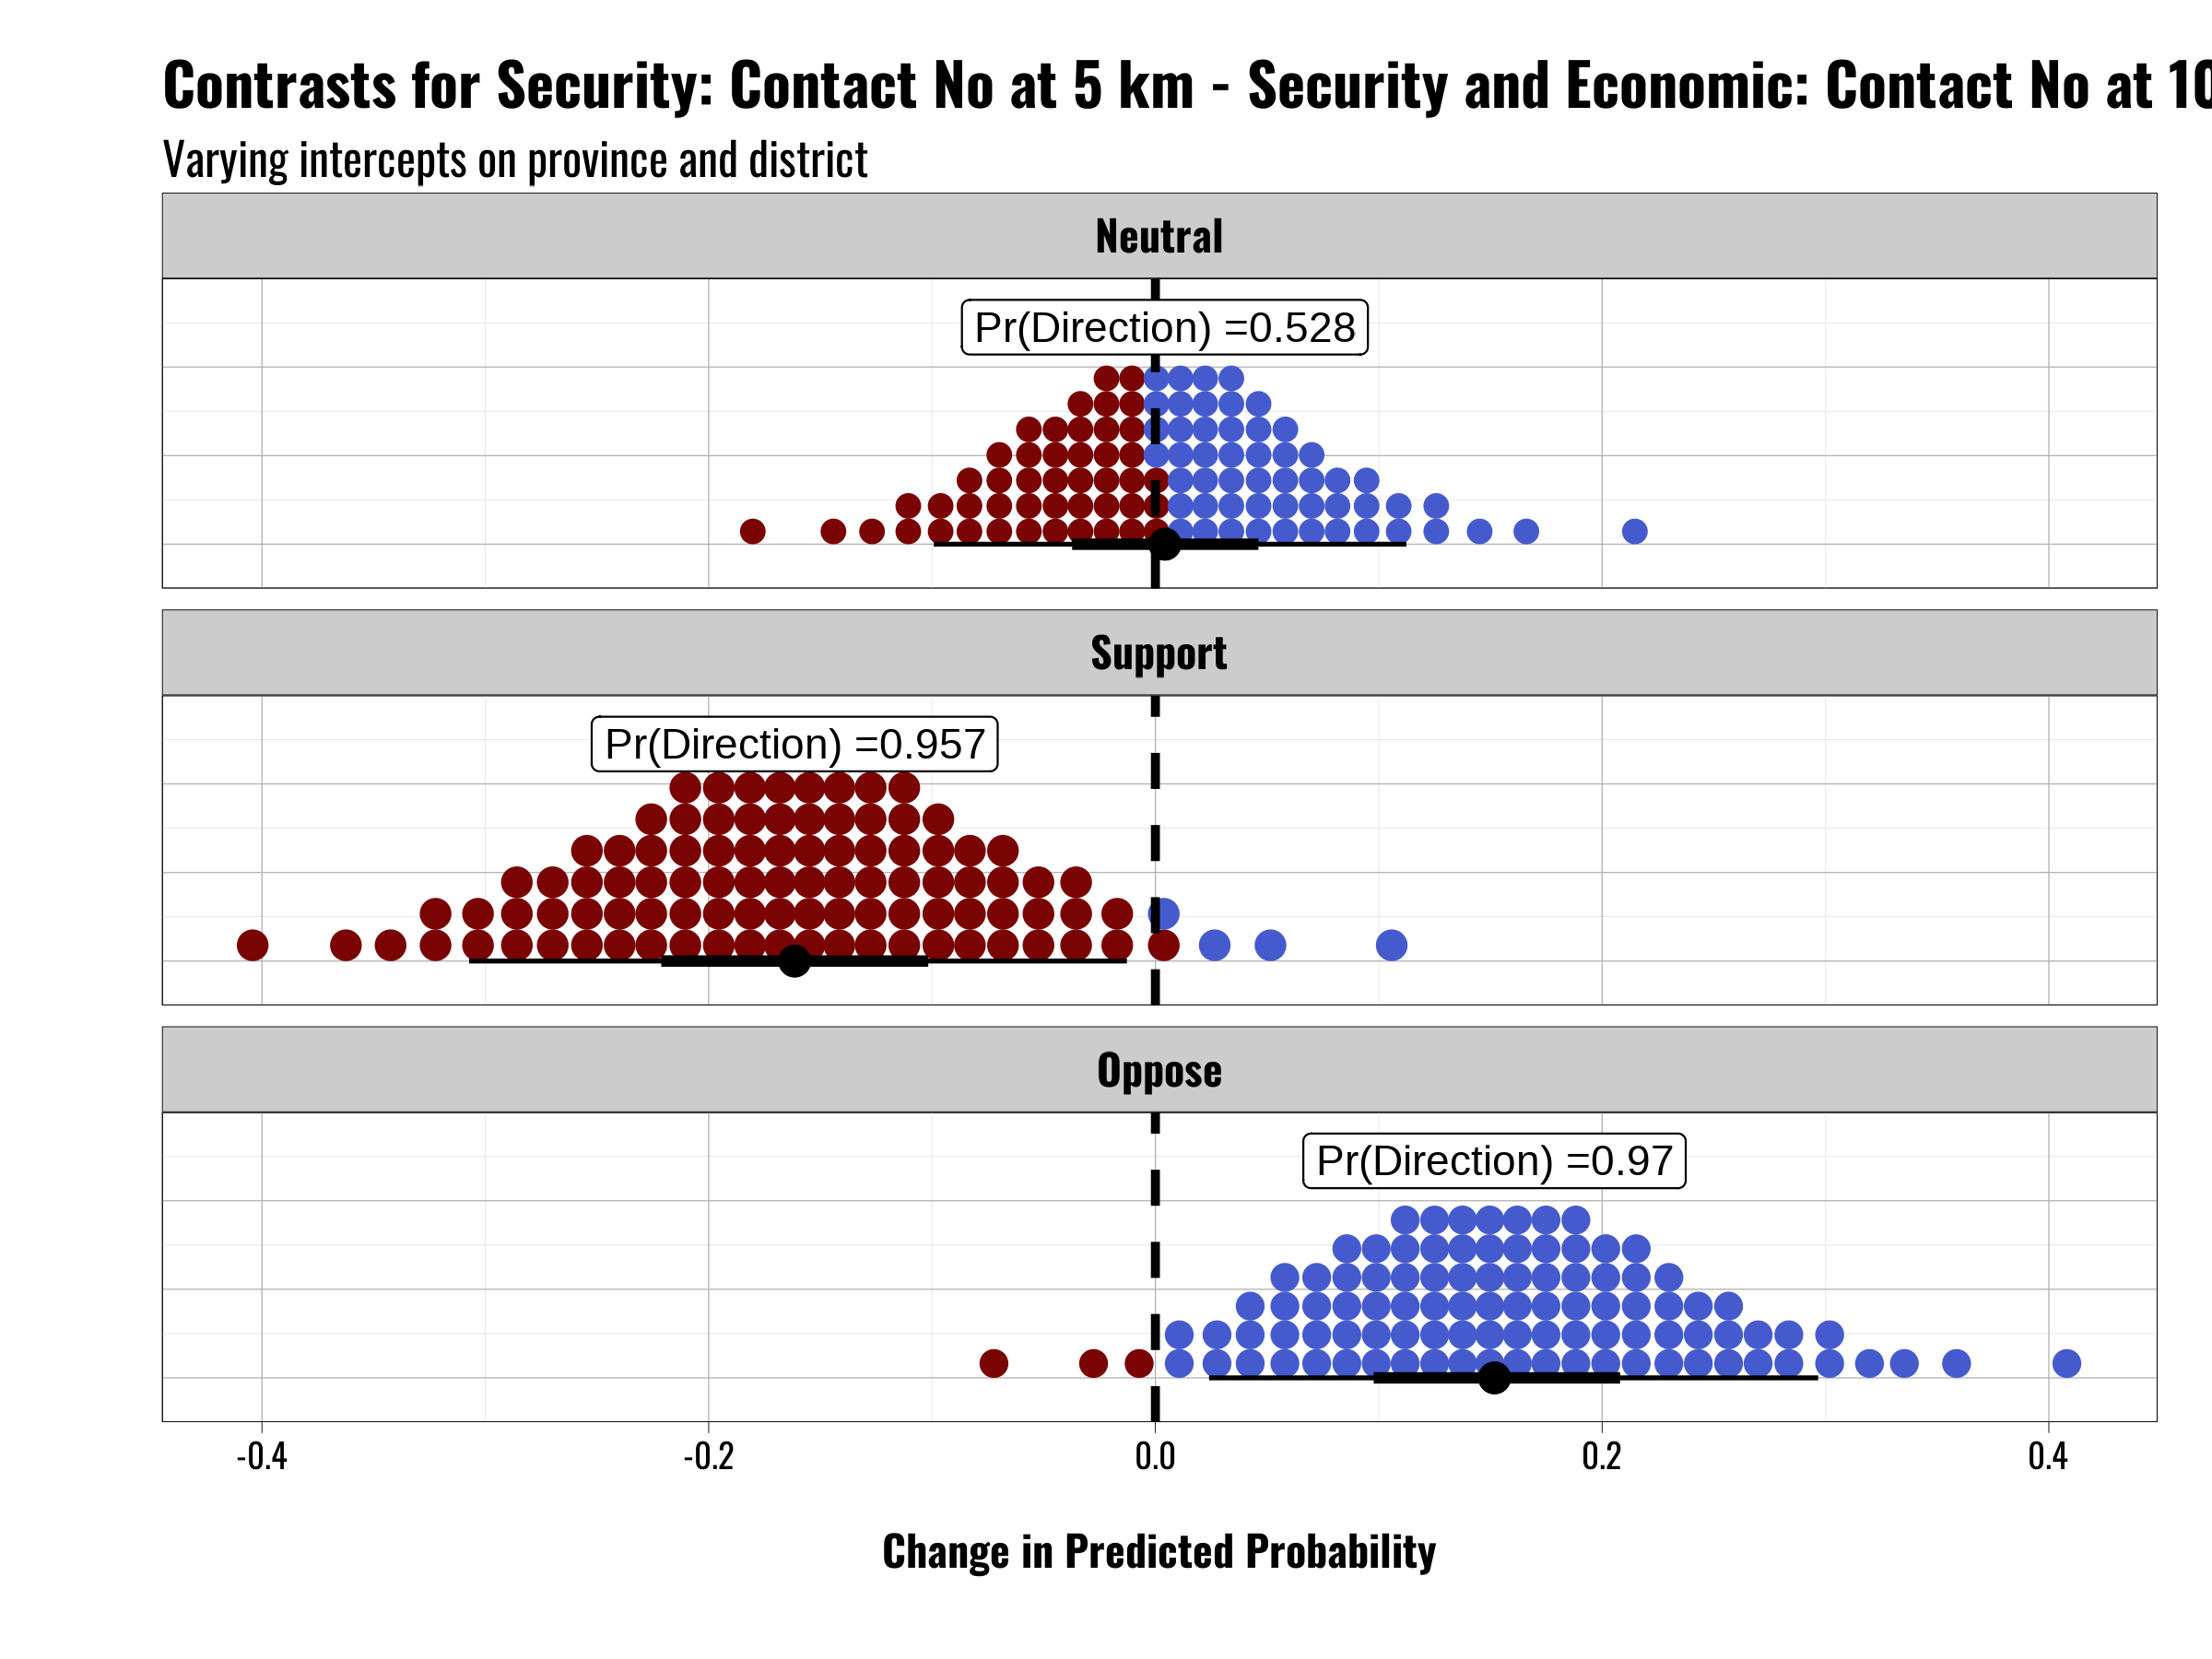 Contrasts for Security: Contact No at 5 km - Security and Economic: Contact No at 10
Varying intercepts on province and district
Neutral
Pr(Direction) =0.528
Support
Pr(Direction) =0.957
Oppose
Pr(Direction) =0.97
-0.4 -0.2 0.0 0.2 0.4
Change in Predicted Probability